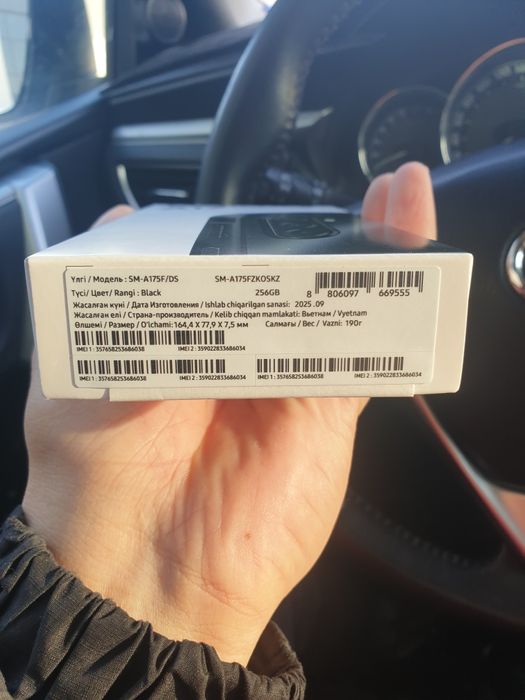 Үлгі / Модель : SM-A175F/DS SM-A175FZKOSKZ
Түсі/ Цвет/ Rangi : Black 256GB
8 806097 669555
Жасалған күні / Дата Изготовления / Ishlab chiqarilgan sanasi: 2025.09
Жасалған елі / Страна-производитель / Kelib chiqqan mamlakati: Вьетнам / Vyetnam
Өлшемі / Размер / O'lchami: 164,4 X 77,9 X 7,5 мм Салмағы / Вес / Vazni: 190г
IMEI 1 : 357658253686038 IMEI 2 : 359022833686034
IMEI 1 : 357658253686038 IMEI 2 : 359022833686034 IMEI 1 : 357658253686038 IMEI 2 : 359022833686034